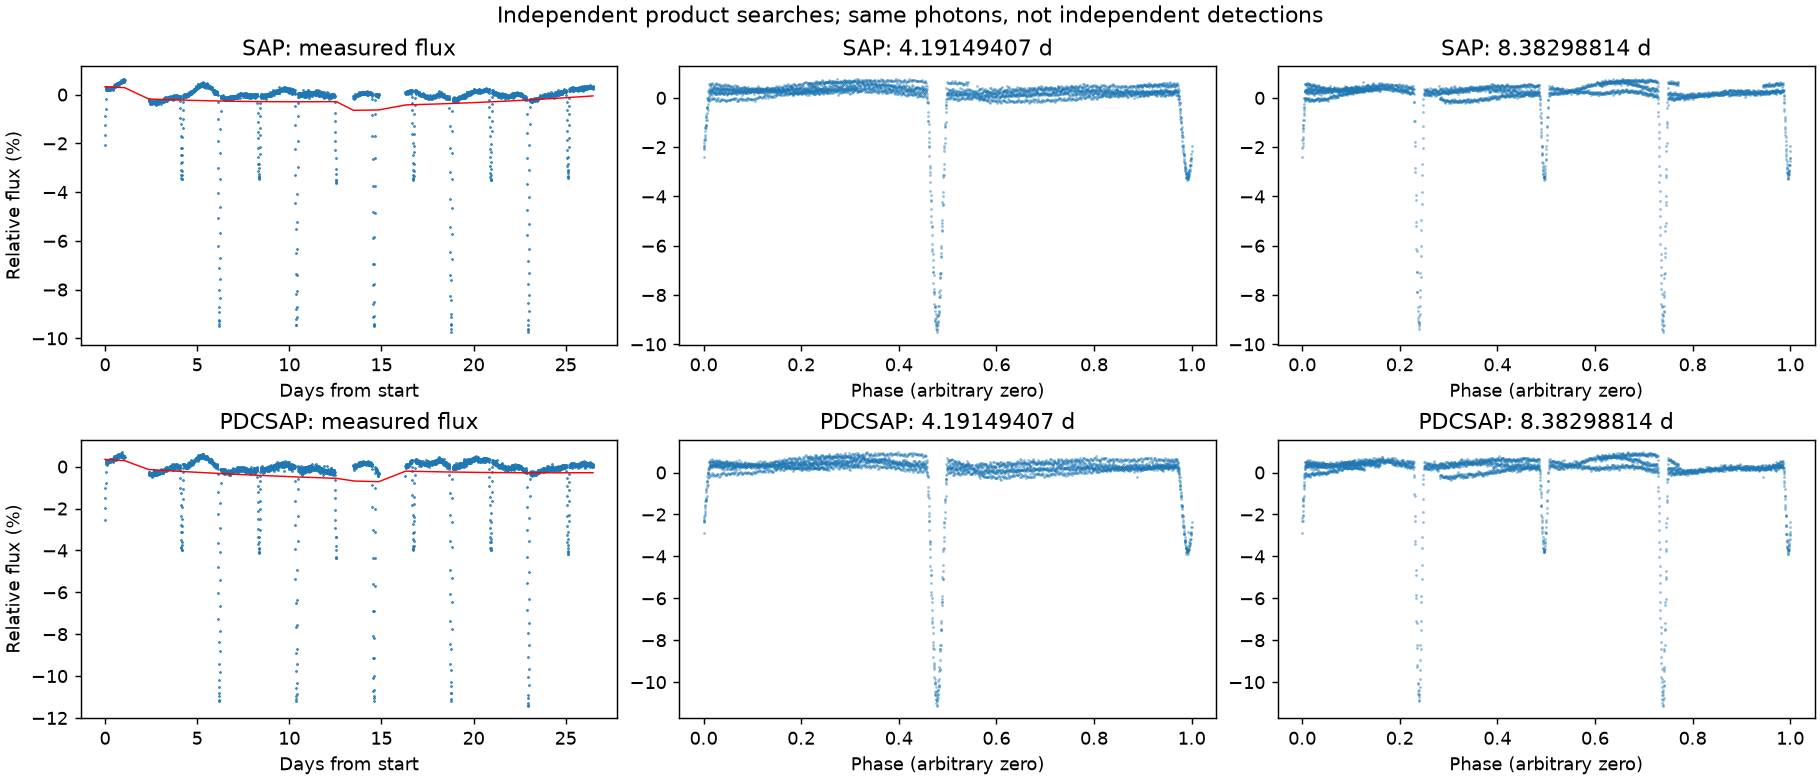 Independent product searches; same photons, not independent detections
SAP: measured flux
SAP: 4.19149407 d
SAP: 8.38298814 d
Relative flux (%)
0
−2
−4
−6
−8
−10
0
−2
−4
−6
−8
−10
0
−2
−4
−6
−8
−10
0 5 10 15 20 25
0.0 0.2 0.4 0.6 0.8 1.0
0.0 0.2 0.4 0.6 0.8 1.0
Days from start
Phase (arbitrary zero)
Phase (arbitrary zero)
PDCSAP: measured flux
PDCSAP: 4.19149407 d
PDCSAP: 8.38298814 d
Relative flux (%)
0
−2
−4
−6
−8
−10
−12
0
−2
−4
−6
−8
−10
0
−2
−4
−6
−8
−10
0 5 10 15 20 25
0.0 0.2 0.4 0.6 0.8 1.0
0.0 0.2 0.4 0.6 0.8 1.0
Days from start
Phase (arbitrary zero)
Phase (arbitrary zero)